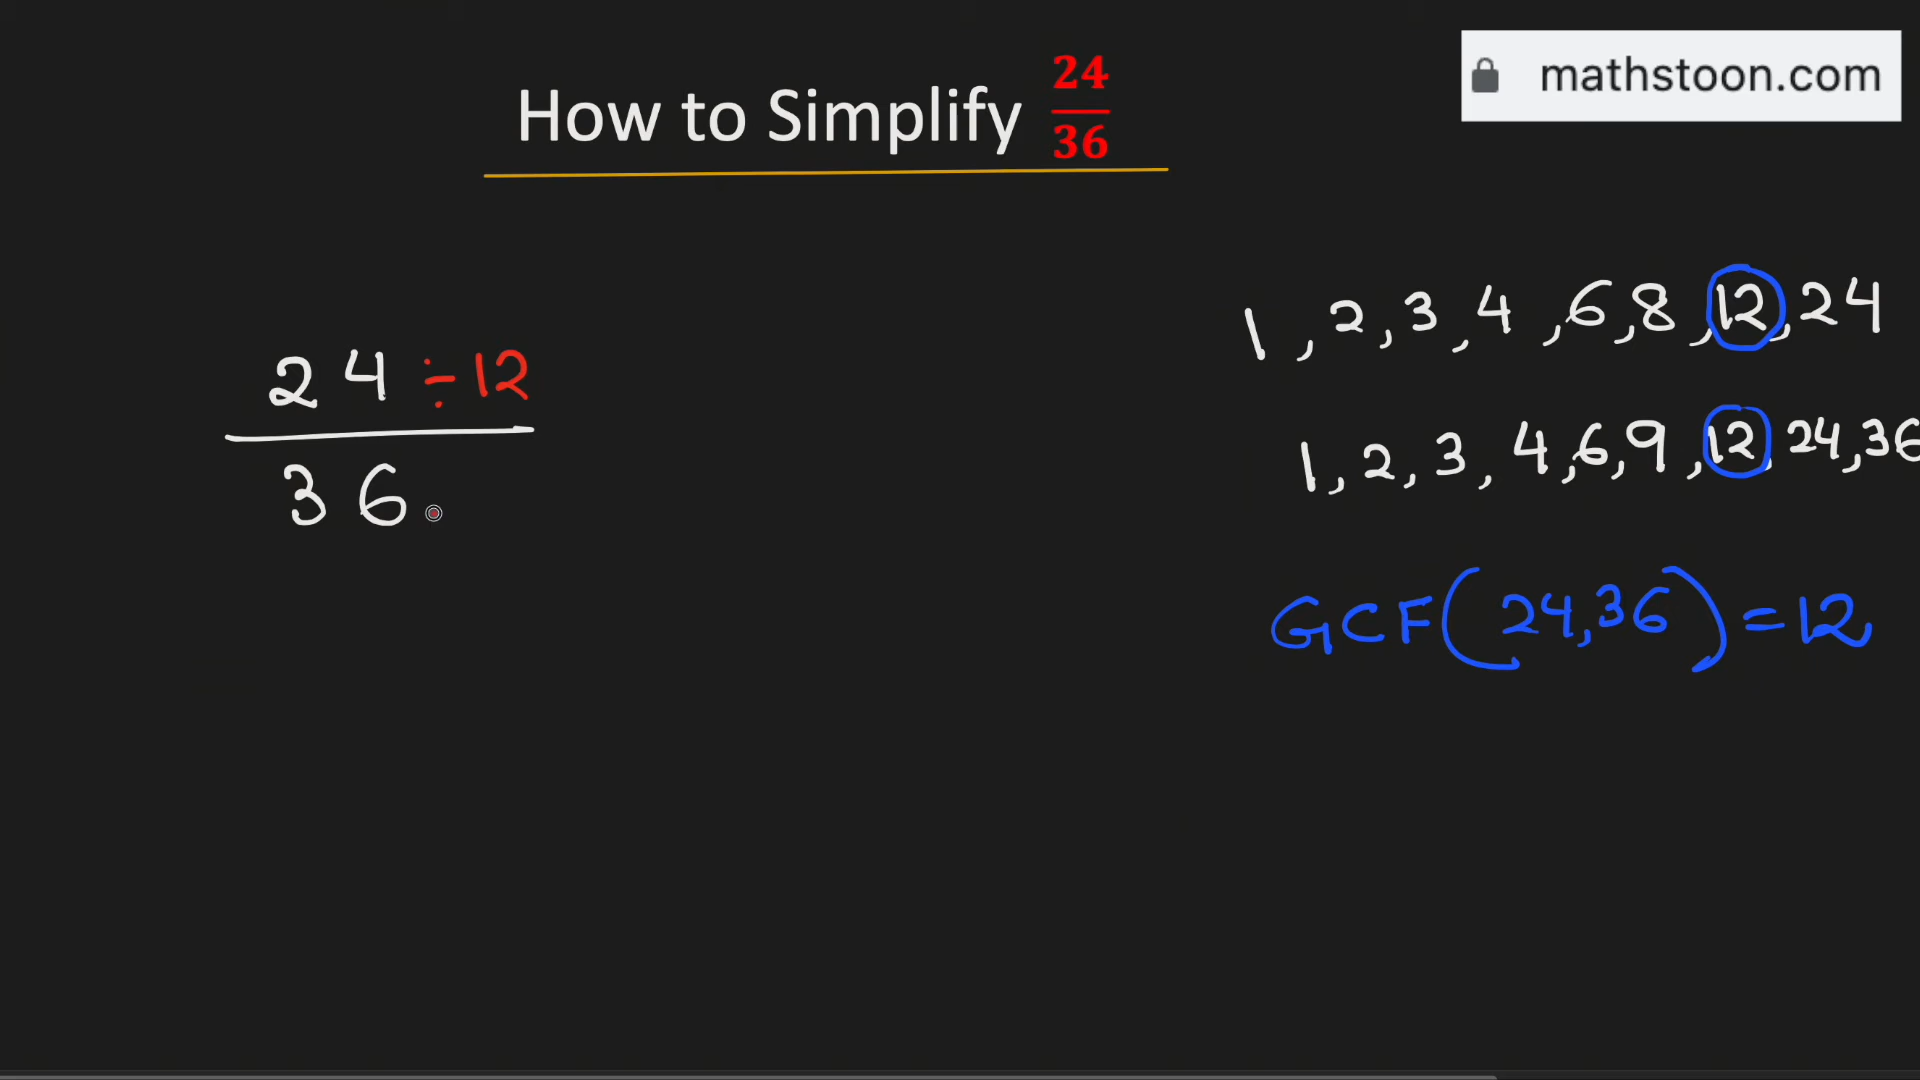 How to Simplify 24/36
mathstoon.com
1, 2, 3, 4, 6, 8, 12, 24
24 ÷ 12
36
1, 2, 3, 4, 6, 9, 12, 24, 36
GCF(24, 36) = 12